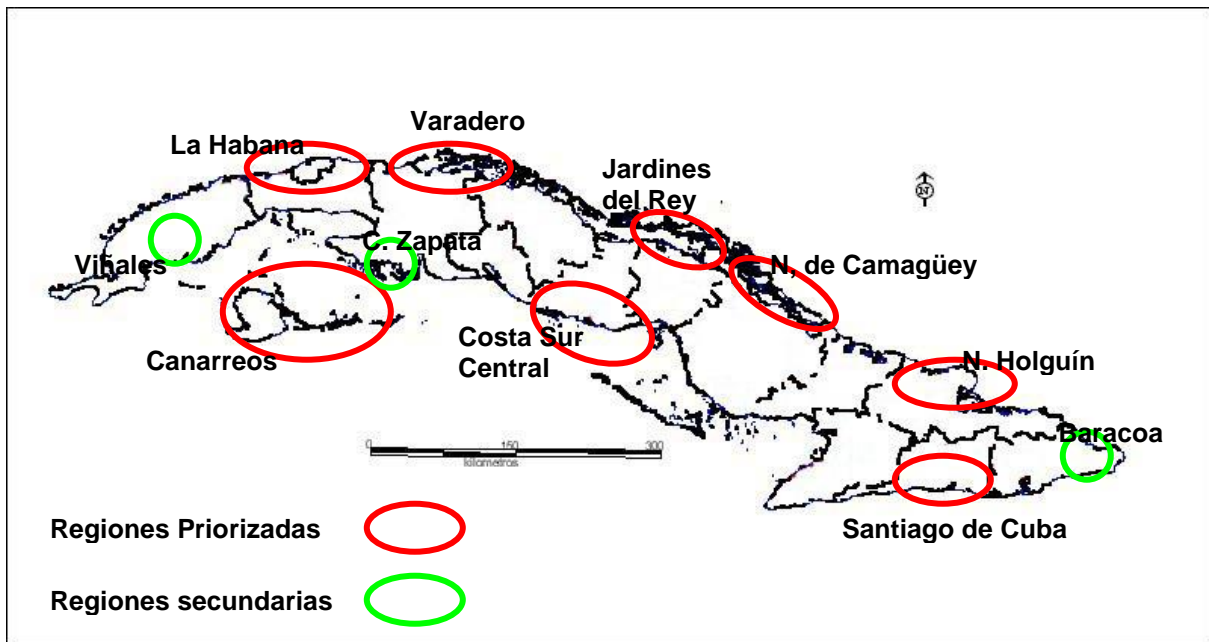 Varadero
La Habana
Jardines
del Rey
N
C. Zapata
Viñales
N, de Camagüey
Costa Sur
Central
Canarreos
N. Holguín
0 150 300
kilometros
Baracoa
Santiago de Cuba
Regiones Priorizadas
Regiones secundarias